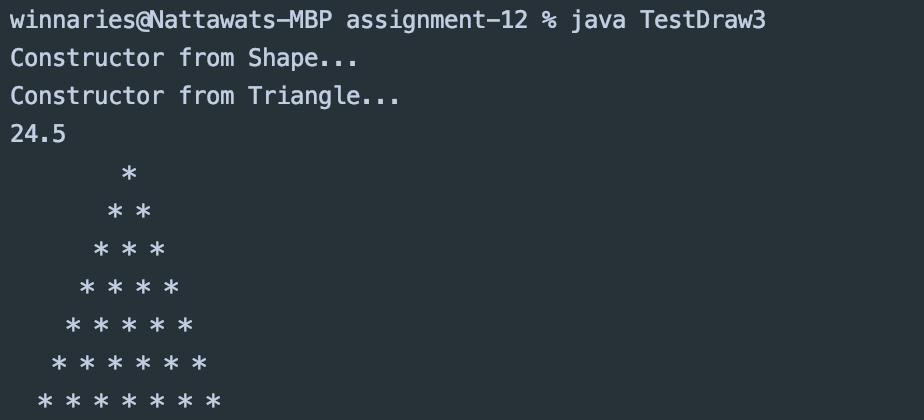 winnaries@Nattawats-MBP assignment-12 % java TestDraw3
Constructor from Shape...
Constructor from Triangle...
24.5
        *
       * *
      * * *
     * * * *
    * * * * *
   * * * * * *
  * * * * * * *